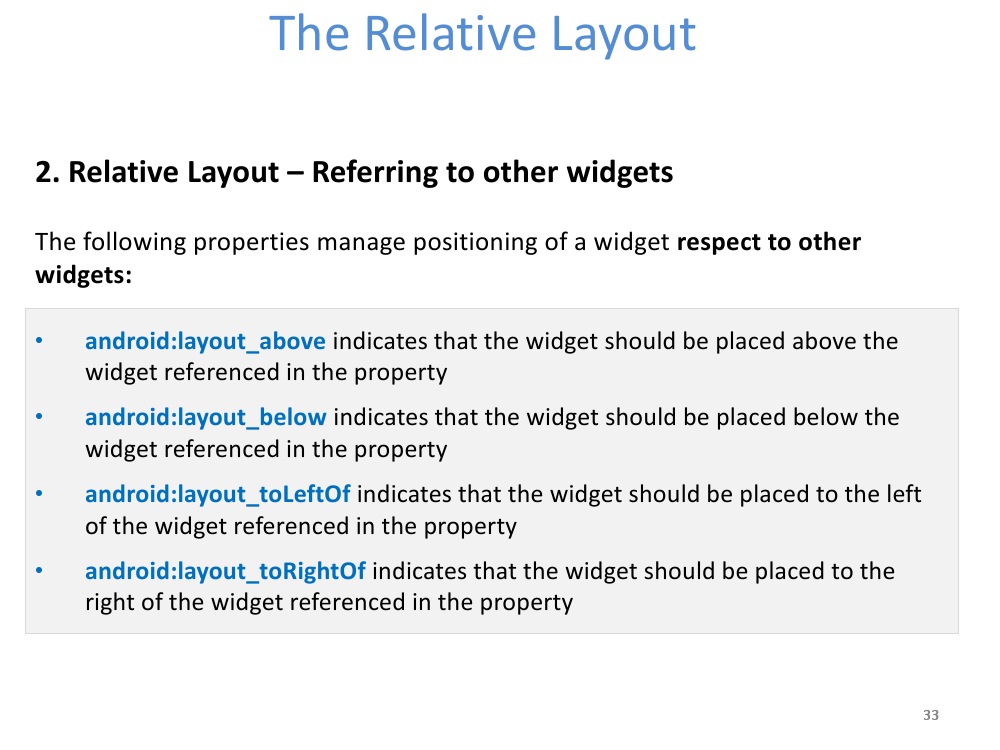 The Relative Layout
2. Relative Layout – Referring to other widgets
The following properties manage positioning of a widget respect to other
widgets:
• android:layout_above indicates that the widget should be placed above the
widget referenced in the property
• android:layout_below indicates that the widget should be placed below the
widget referenced in the property
• android:layout_toLeftOf indicates that the widget should be placed to the left
of the widget referenced in the property
• android:layout_toRightOf indicates that the widget should be placed to the
right of the widget referenced in the property
33